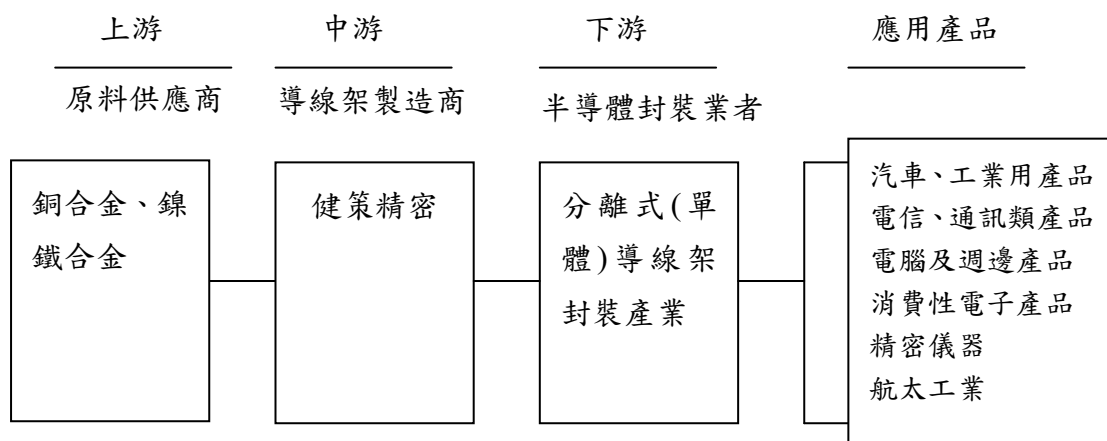 上游
中游
下游
應用產品
原料供應商
導線架製造商
半導體封裝業者
銅合金、鎳
鐵合金
健策精密
分離式(單
體)導線架
封裝產業
汽車、工業用產品
電信、通訊類產品
電腦及週邊產品
消費性電子產品
精密儀器
航太工業